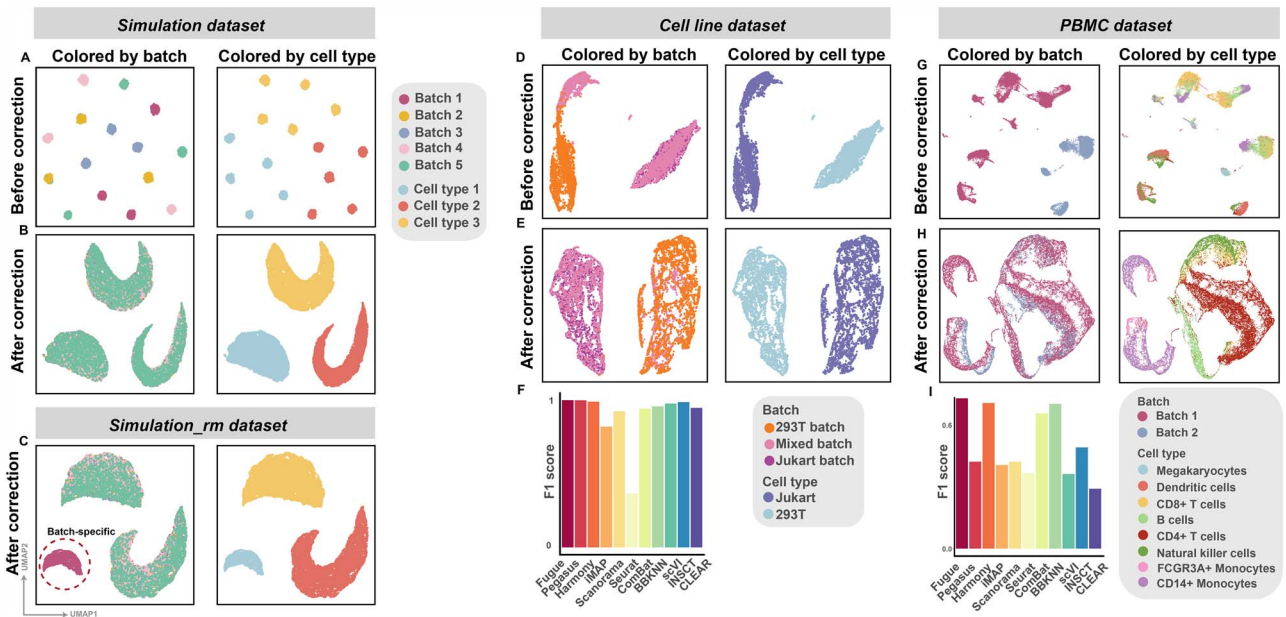 Simulation dataset
Cell line dataset
PBMC dataset
A
Colored by batch
Colored by cell type
Before correction
Batch 1
Batch 2
Batch 3
Batch 4
Batch 5
Cell type 1
Cell type 2
Cell type 3
B
After correction
Simulation_rm dataset
C
After correction
Batch-specific
UMAP2
UMAP1
D
Colored by batch
Colored by cell type
Before correction
E
After correction
F
F1 score
1
0
Fugue
Pegasus
Harmony
iMAP
Scanorama
Seurat
ComBat
BBKNN
scVI
INSCT
CLEAR
Batch
293T batch
Mixed batch
Jukart batch
Cell type
Jukart
293T
G
Colored by batch
Colored by cell type
Before correction
H
After correction
I
F1 score
0.6
0.0
Fugue
Pegasus
Harmony
iMAP
Scanorama
Seurat
ComBat
BBKNN
scVI
INSCT
CLEAR
Batch
Batch 1
Batch 2
Cell type
Megakaryocytes
Dendritic cells
CD8+ T cells
B cells
CD4+ T cells
Natural killer cells
FCGR3A+ Monocytes
CD14+ Monocytes